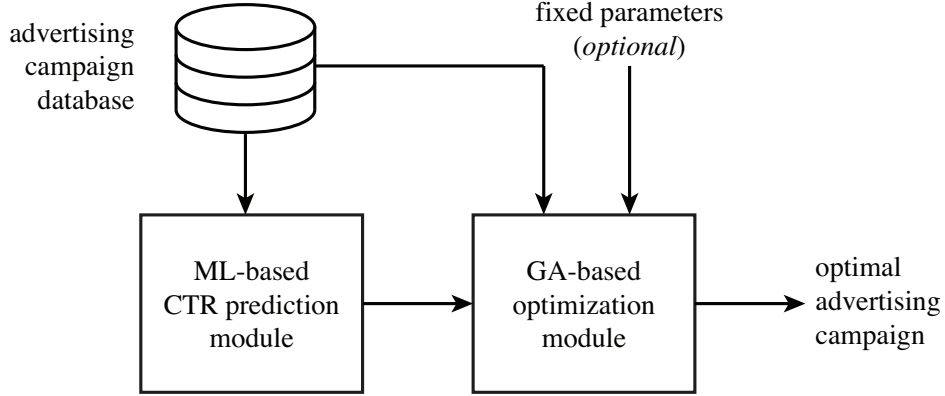 advertising
campaign
database
fixed parameters
(optional)
ML-based
CTR prediction
module
GA-based
optimization
module
optimal
advertising
campaign